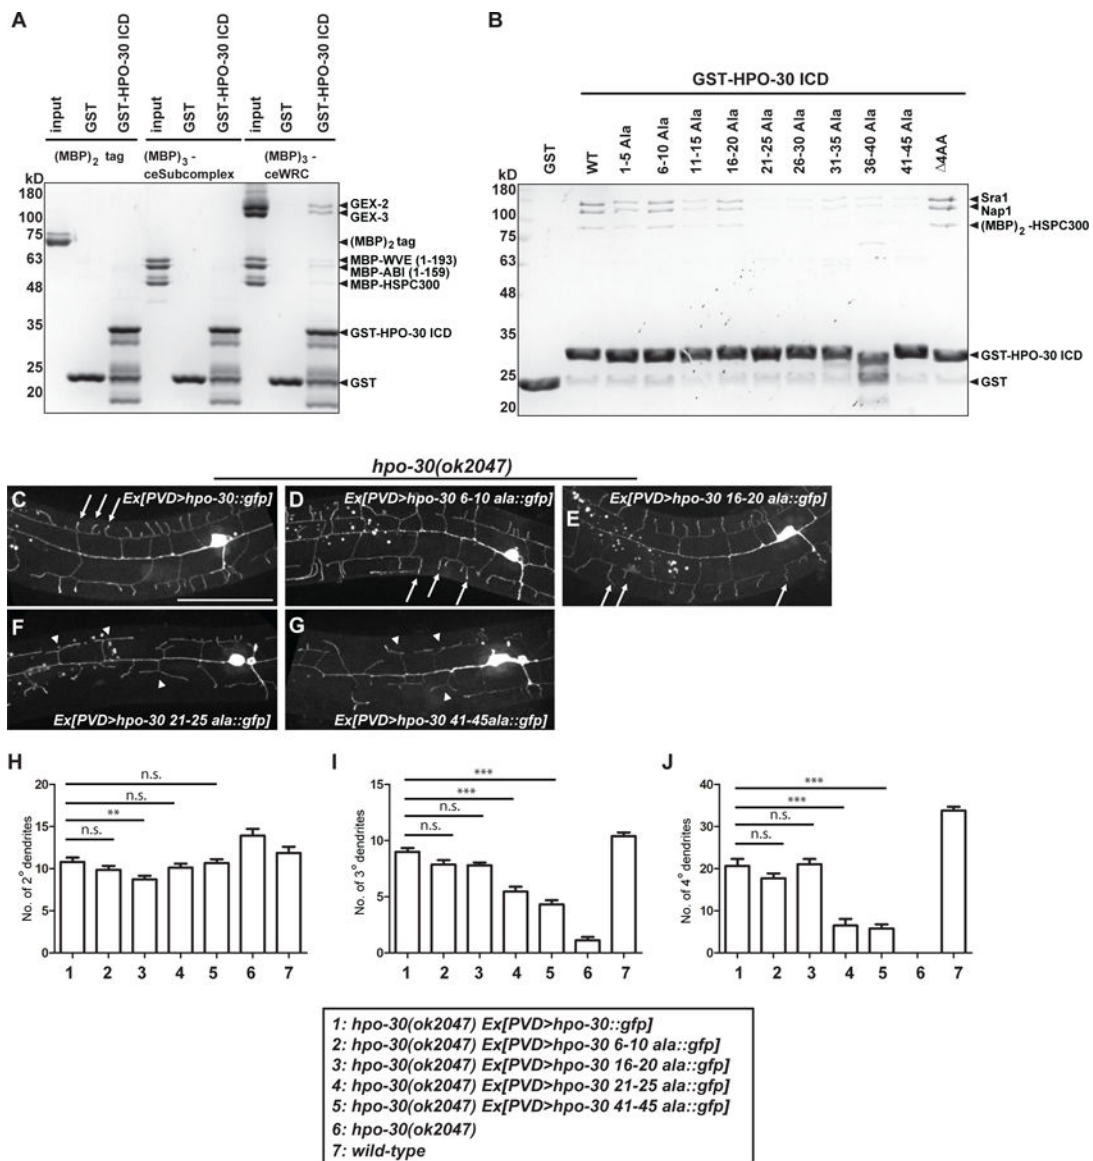 A
input
GST
GST-HPO-30 ICD
input
GST
GST-HPO-30 ICD
input
GST
GST-HPO-30 ICD
(MBP)2 tag
(MBP)3 -
ceSubcomplex
(MBP)3 -
ceWRC
kD
180
100
75
63
48
35
25
20
GEX-2
GEX-3
(MBP)2 tag
MBP-WVE (1-193)
MBP-ABI (1-159)
MBP-HSPC300
GST-HPO-30 ICD
GST
B
GST-HPO-30 ICD
GST
WT
1-5 Ala
6-10 Ala
11-15 Ala
16-20 Ala
21-25 Ala
26-30 Ala
31-35 Ala
36-40 Ala
41-45 Ala
△4AA
kD
180
100
75
63
48
35
25
20
Sra1
Nap1
(MBP)2 -HSPC300
GST-HPO-30 ICD
GST
hpo-30(ok2047)
C
Ex[PVD>hpo-30::gfp]
D
Ex[PVD>hpo-30 6-10 ala::gfp]
E
Ex[PVD>hpo-30 16-20 ala::gfp]
F
Ex[PVD>hpo-30 21-25 ala::gfp]
G
Ex[PVD>hpo-30 41-45ala::gfp]
H
No. of 2° dendrites
20
15
10
5
0
n.s.
n.s.
**
n.s.
1 2 3 4 5 6 7
I
No. of 3° dendrites
15
10
5
0
***
***
n.s.
n.s.
1 2 3 4 5 6 7
J
No. of 4° dendrites
40
30
20
10
0
***
***
n.s.
n.s.
1 2 3 4 5 6 7
1: hpo-30(ok2047) Ex[PVD>hpo-30::gfp]
2: hpo-30(ok2047) Ex[PVD>hpo-30 6-10 ala::gfp]
3: hpo-30(ok2047) Ex[PVD>hpo-30 16-20 ala::gfp]
4: hpo-30(ok2047) Ex[PVD>hpo-30 21-25 ala::gfp]
5: hpo-30(ok2047) Ex[PVD>hpo-30 41-45 ala::gfp]
6: hpo-30(ok2047)
7: wild-type